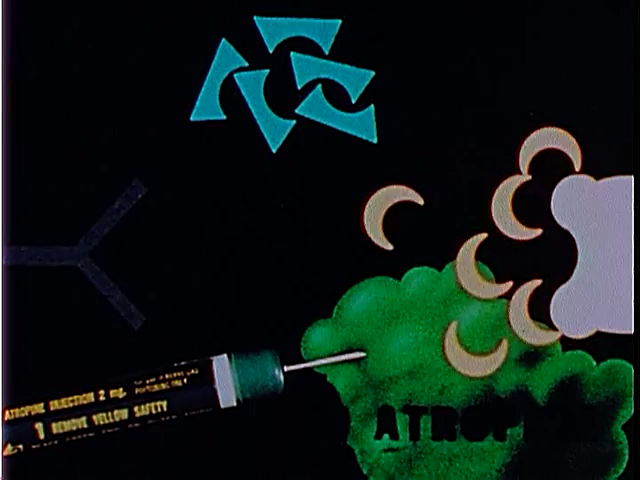 ATROPINE INJECTION 2 mg.
1 REMOVE YELLOW SAFETY
ATROP